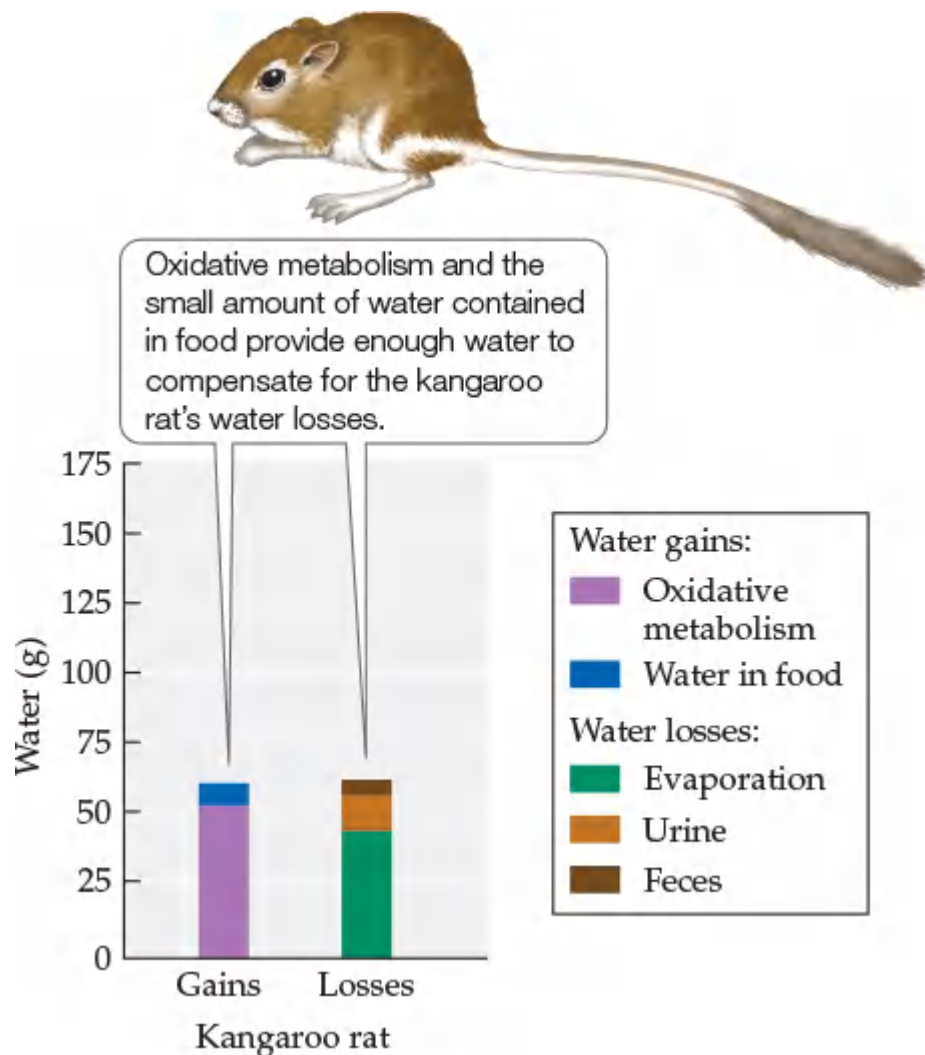 Oxidative metabolism and the
small amount of water contained
in food provide enough water to
compensate for the kangaroo
rat's water losses.
175
150
125
100
75
50
25
0
Water (g)
Gains
Losses
Kangaroo rat
Water gains:
Oxidative
metabolism
Water in food
Water losses:
Evaporation
Urine
Feces